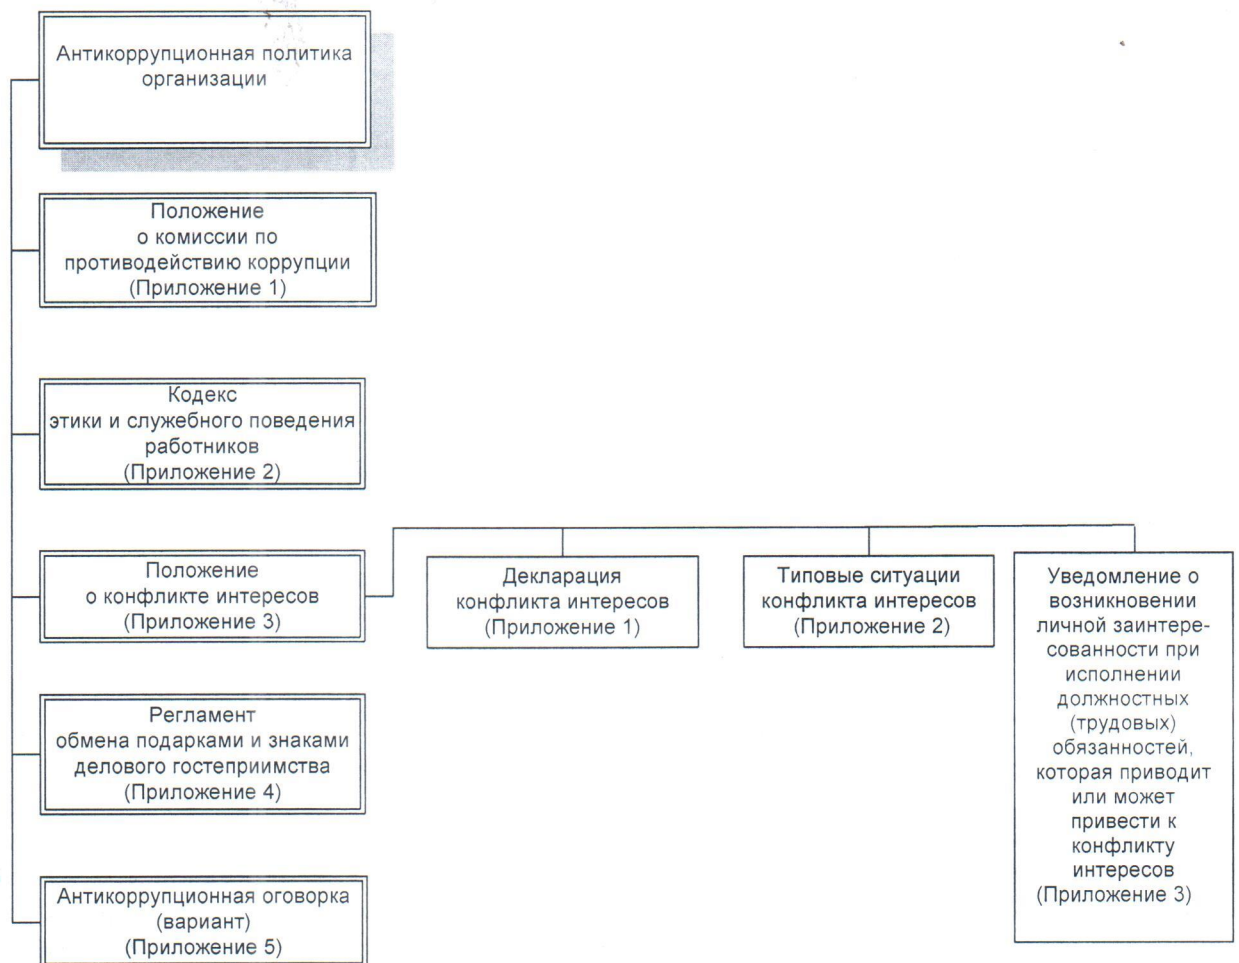 Антикоррупционная политика
организации
Положение
о комиссии по
противодействию коррупции
(Приложение 1)
Кодекс
этики и служебного поведения
работников
(Приложение 2)
Положение
о конфликте интересов
(Приложение 3)
Декларация
конфликта интересов
(Приложение 1)
Типовые ситуации
конфликта интересов
(Приложение 2)
Уведомление о
возникновении
личной заинтере-
сованности при
исполнении
должностных
(трудовых)
обязанностей,
которая приводит
или может
привести к
конфликту
интересов
(Приложение 3)
Регламент
обмена подарками и знаками
делового гостеприимства
(Приложение 4)
Антикоррупционная оговорка
(вариант)
(Приложение 5)